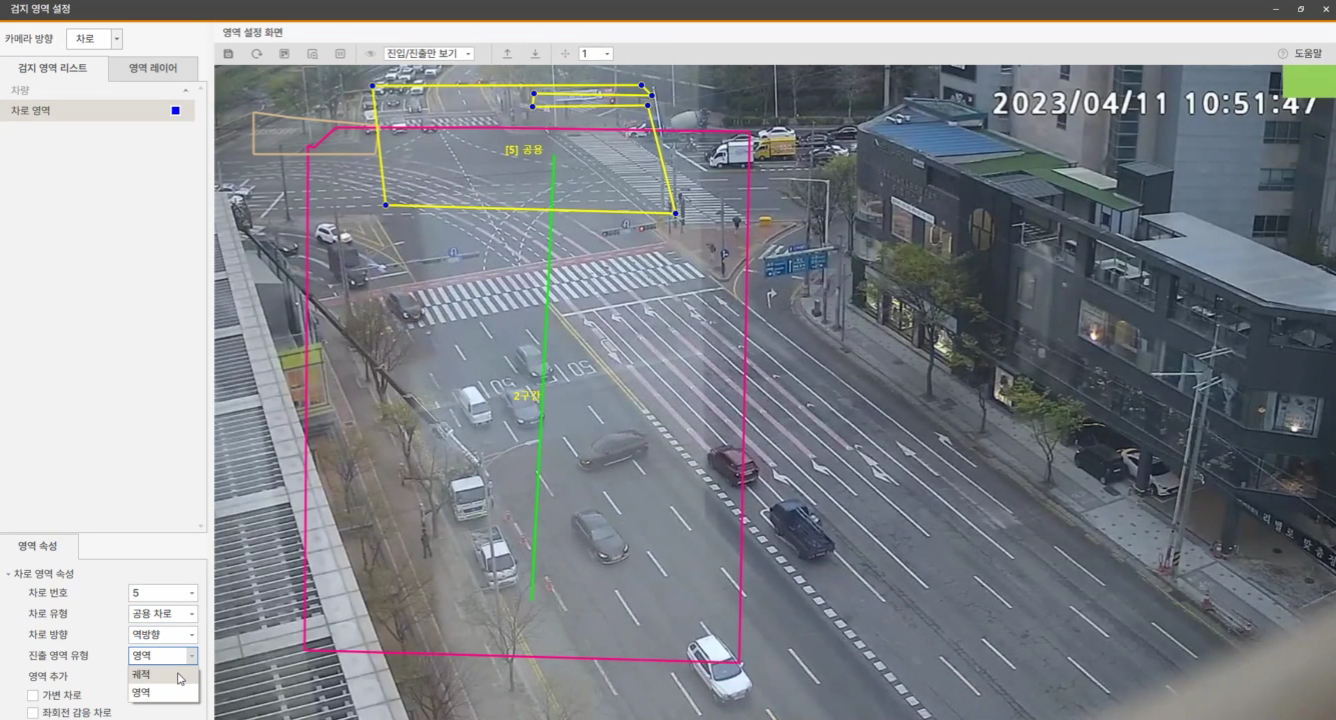 검지 영역 설정
카메라 방향 차로
검지 영역 리스트 영역 레이어
차량
차로 영역
영역 속성
차로 영역 속성
차로 번호 5
차로 유형 공용 차로
차로 방향 역방향
진출 영역 유형 영역
영역 추가
궤적
영역
가변 차로
좌회전 감응 차로
영역 설정 화면
진입/진출만 보기 1 도움말
2023/04/11 10:51:47
[5] 공용
2구간
50 50